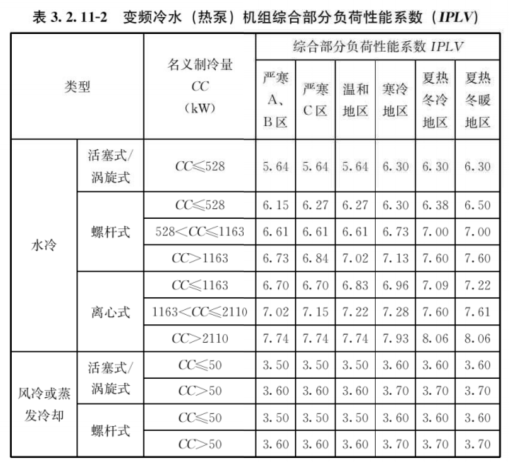 表 3.2.11-2 变频冷水（热泵）机组综合部分负荷性能系数（IPLV）
类型 名义制冷量 CC （kW） 综合部分负荷性能系数 IPLV
严寒 A、 B区 严寒 C区 温和 地区 寒冷 地区 夏热 冬冷 地区 夏热 冬暖 地区
水冷 活塞式/ 涡旋式 CC≤528 5.64 5.64 5.64 6.30 6.30 6.30
螺杆式 CC≤528 6.15 6.27 6.27 6.30 6.38 6.50
528<CC≤1163 6.61 6.61 6.61 6.73 7.00 7.00
CC>1163 6.73 6.84 7.02 7.13 7.60 7.60
离心式 CC≤1163 6.70 6.70 6.83 6.96 7.09 7.22
1163<CC≤2110 7.02 7.15 7.22 7.28 7.60 7.61
CC>2110 7.74 7.74 7.74 7.93 8.06 8.06
风冷或蒸 发冷却 活塞式/ 涡旋式 CC≤50 3.50 3.50 3.50 3.60 3.60 3.60
CC>50 3.60 3.60 3.60 3.70 3.70 3.70
螺杆式 CC≤50 3.50 3.50 3.50 3.60 3.60 3.60
CC>50 3.60 3.60 3.60 3.70 3.70 3.70